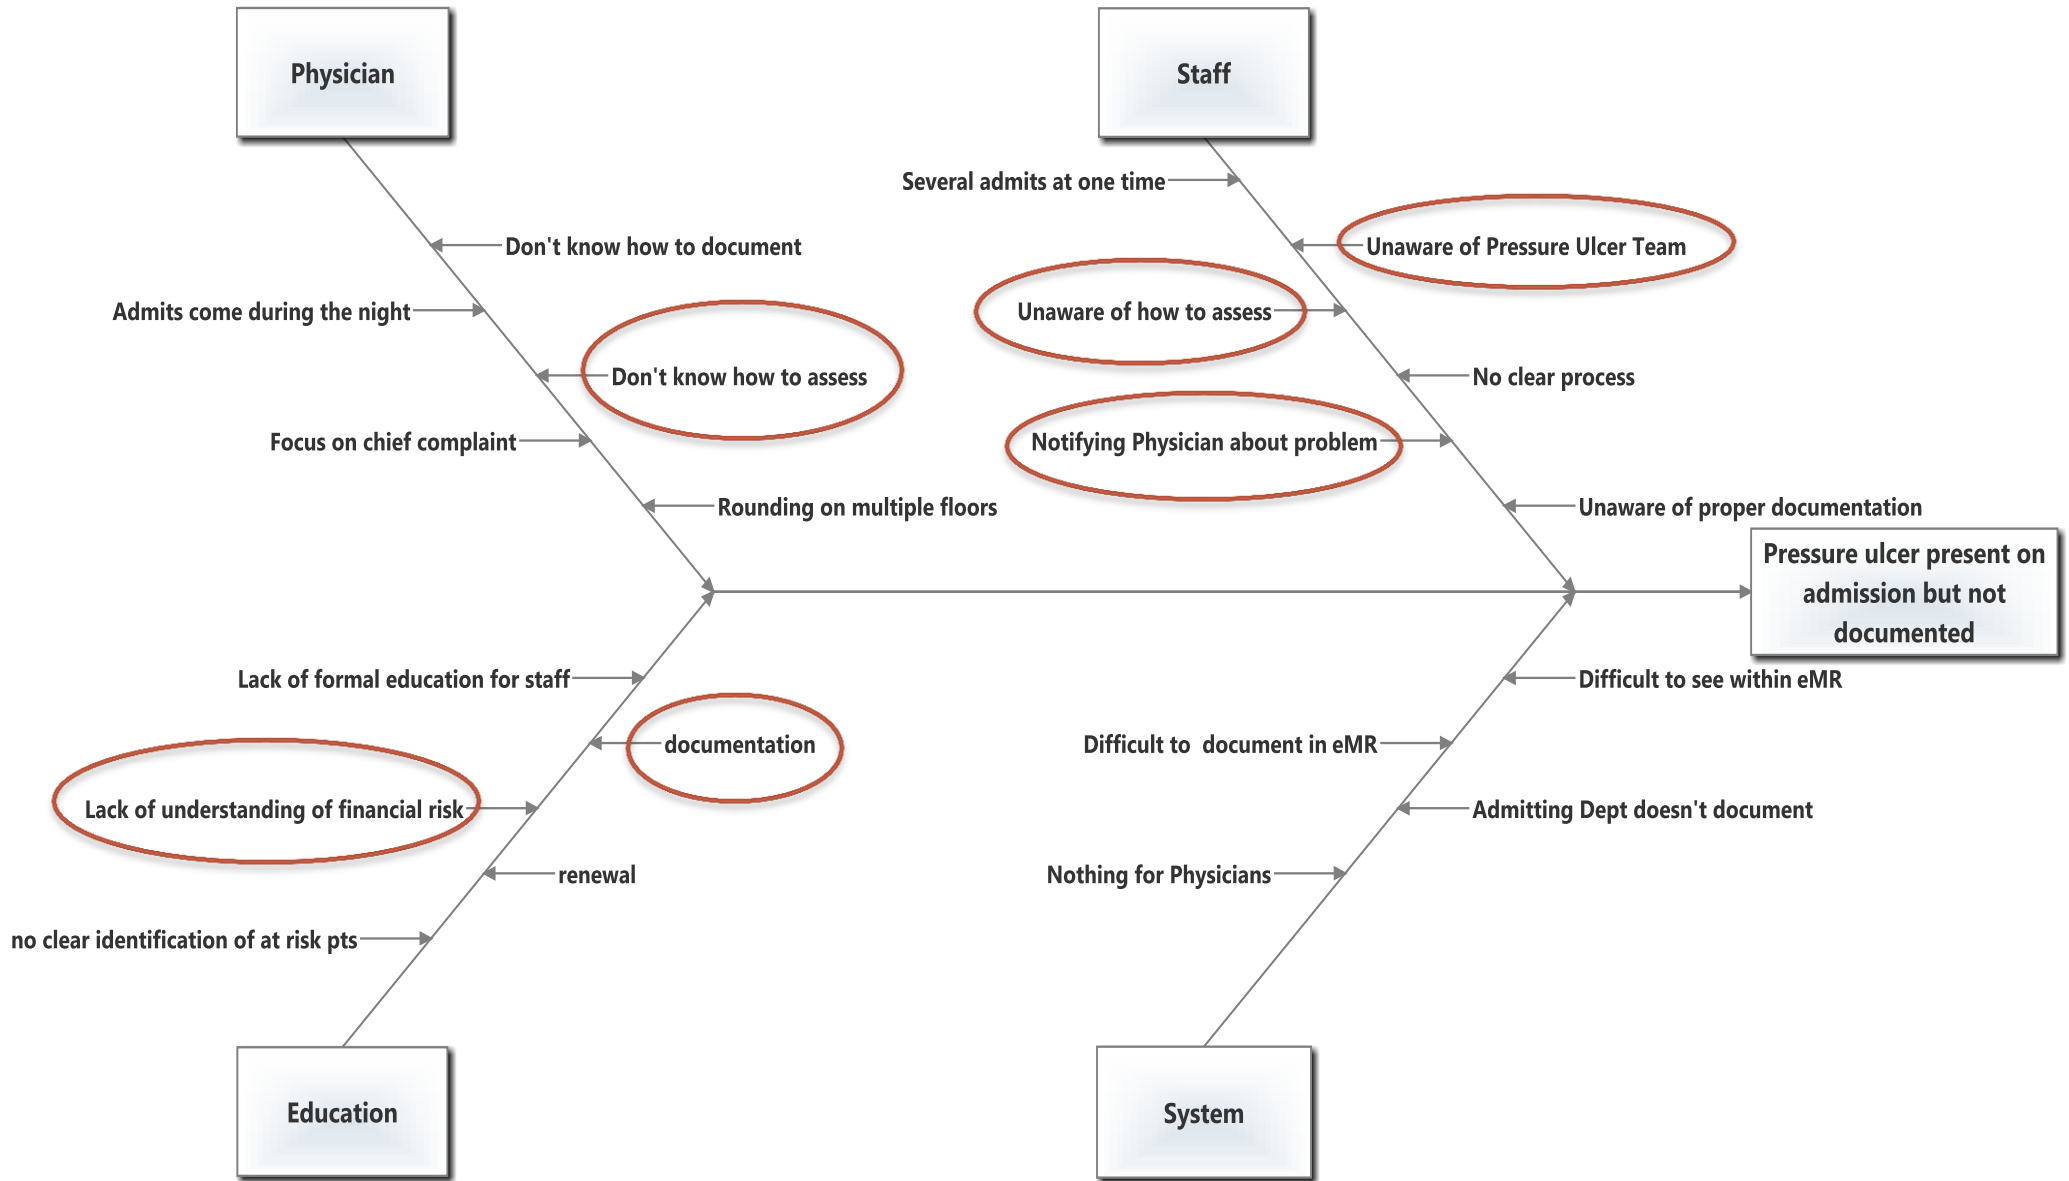 Physician
Staff
Several admits at one time
Don't know how to document
Unaware of Pressure Ulcer Team
Admits come during the night
Unaware of how to assess
Don't know how to assess
No clear process
Focus on chief complaint
Notifying Physician about problem
Rounding on multiple floors
Unaware of proper documentation
Pressure ulcer present on
admission but not
documented
Lack of formal education for staff
Difficult to see within eMR
documentation
Difficult to  document in eMR
Lack of understanding of financial risk
Admitting Dept doesn't document
renewal
Nothing for Physicians
no clear identification of at risk pts
Education
System